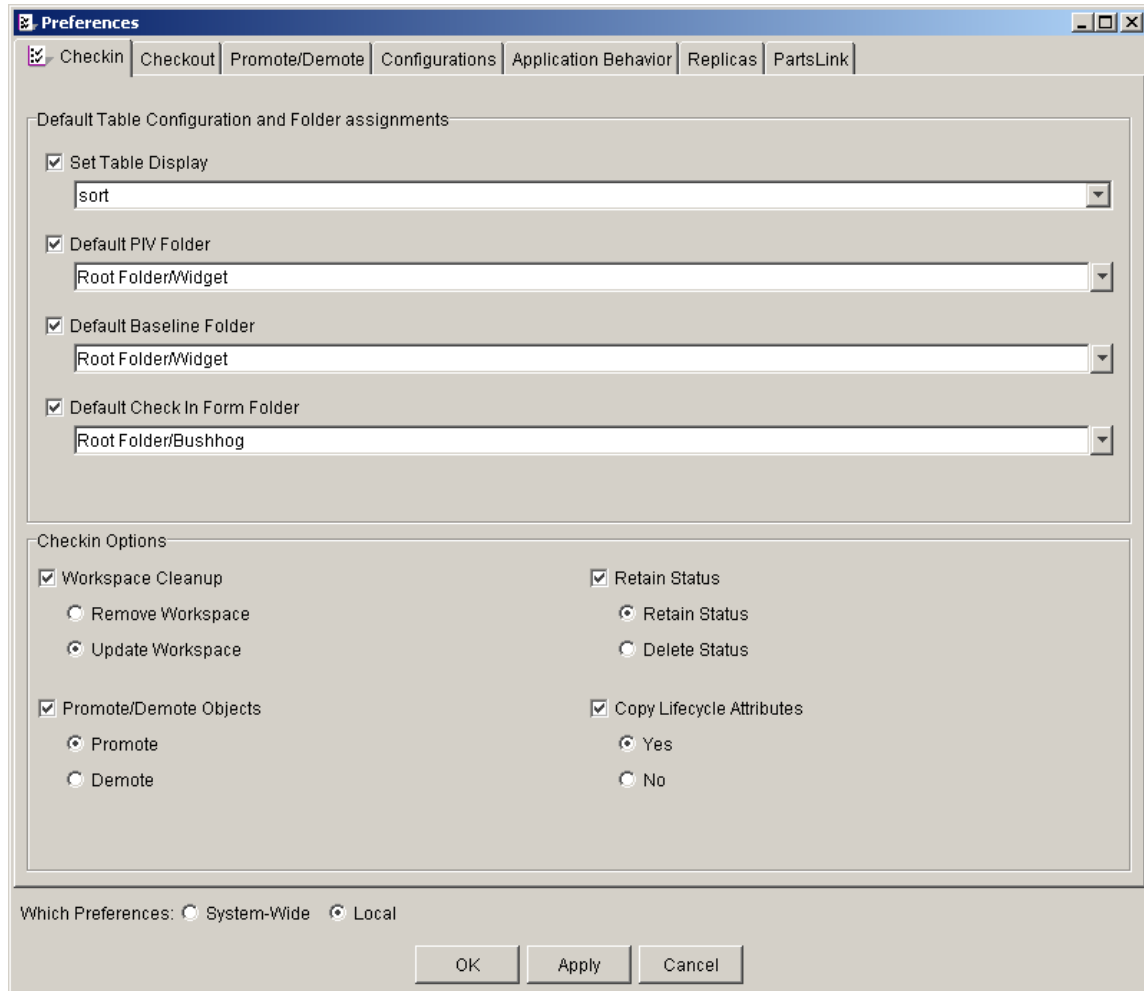 Preferences
Checkin Checkout Promote/Demote Configurations Application Behavior Replicas PartsLink
Default Table Configuration and Folder assignments
Set Table Display
sort
Default PIV Folder
Root Folder/Widget
Default Baseline Folder
Root Folder/Widget
Default Check In Form Folder
Root Folder/Bushhog
Checkin Options
Workspace Cleanup Retain Status
Remove Workspace Retain Status
Update Workspace Delete Status
Promote/Demote Objects Copy Lifecycle Attributes
Promote Yes
Demote No
Which Preferences: System-Wide Local
OK Apply Cancel